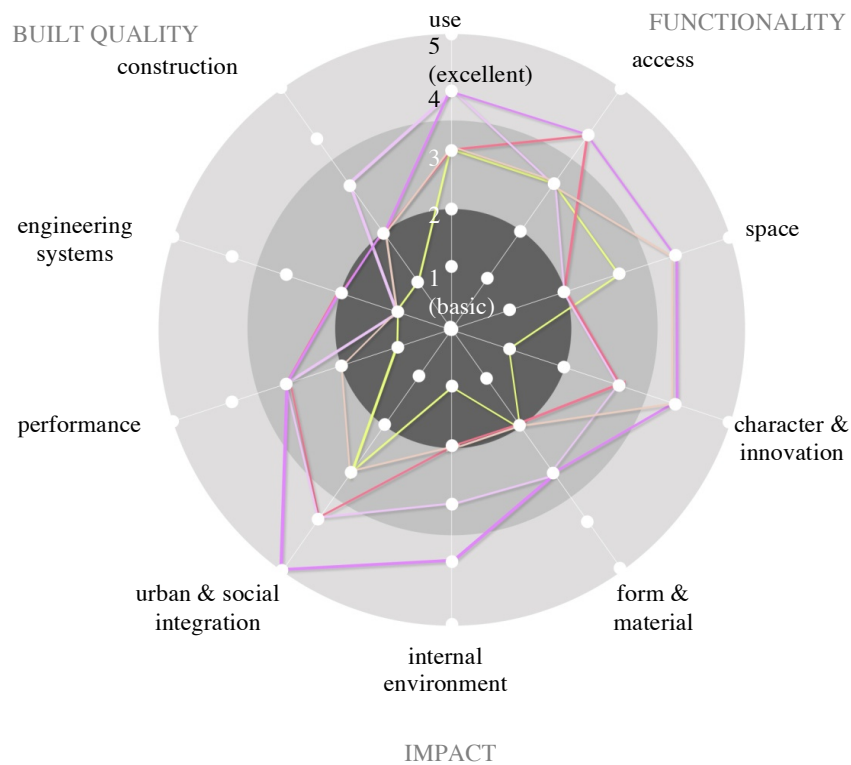 use
BUILT QUALITY
FUNCTIONALITY
construction
access
5
(excellent)
4
3
2
1
(basic)
engineering
systems
space
performance
character &
innovation
urban & social
integration
form &
material
internal
environment
IMPACT